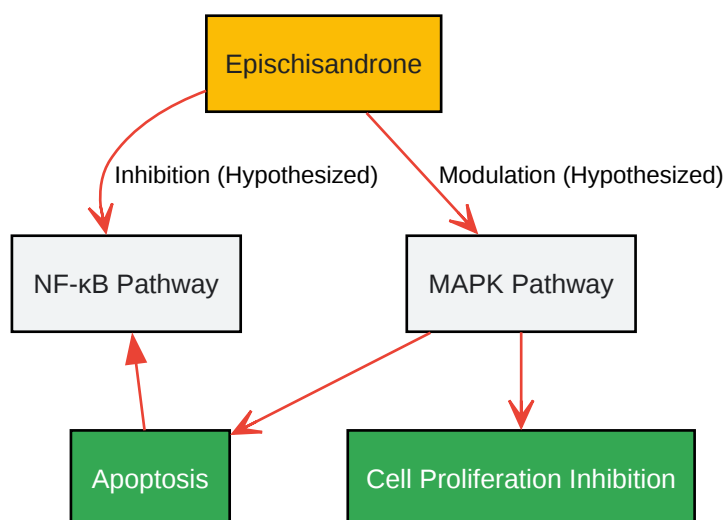 Epischisandrone
Inhibition (Hypothesized)
Modulation (Hypothesized)
NF-κB Pathway
MAPK Pathway
Apoptosis
Cell Proliferation Inhibition